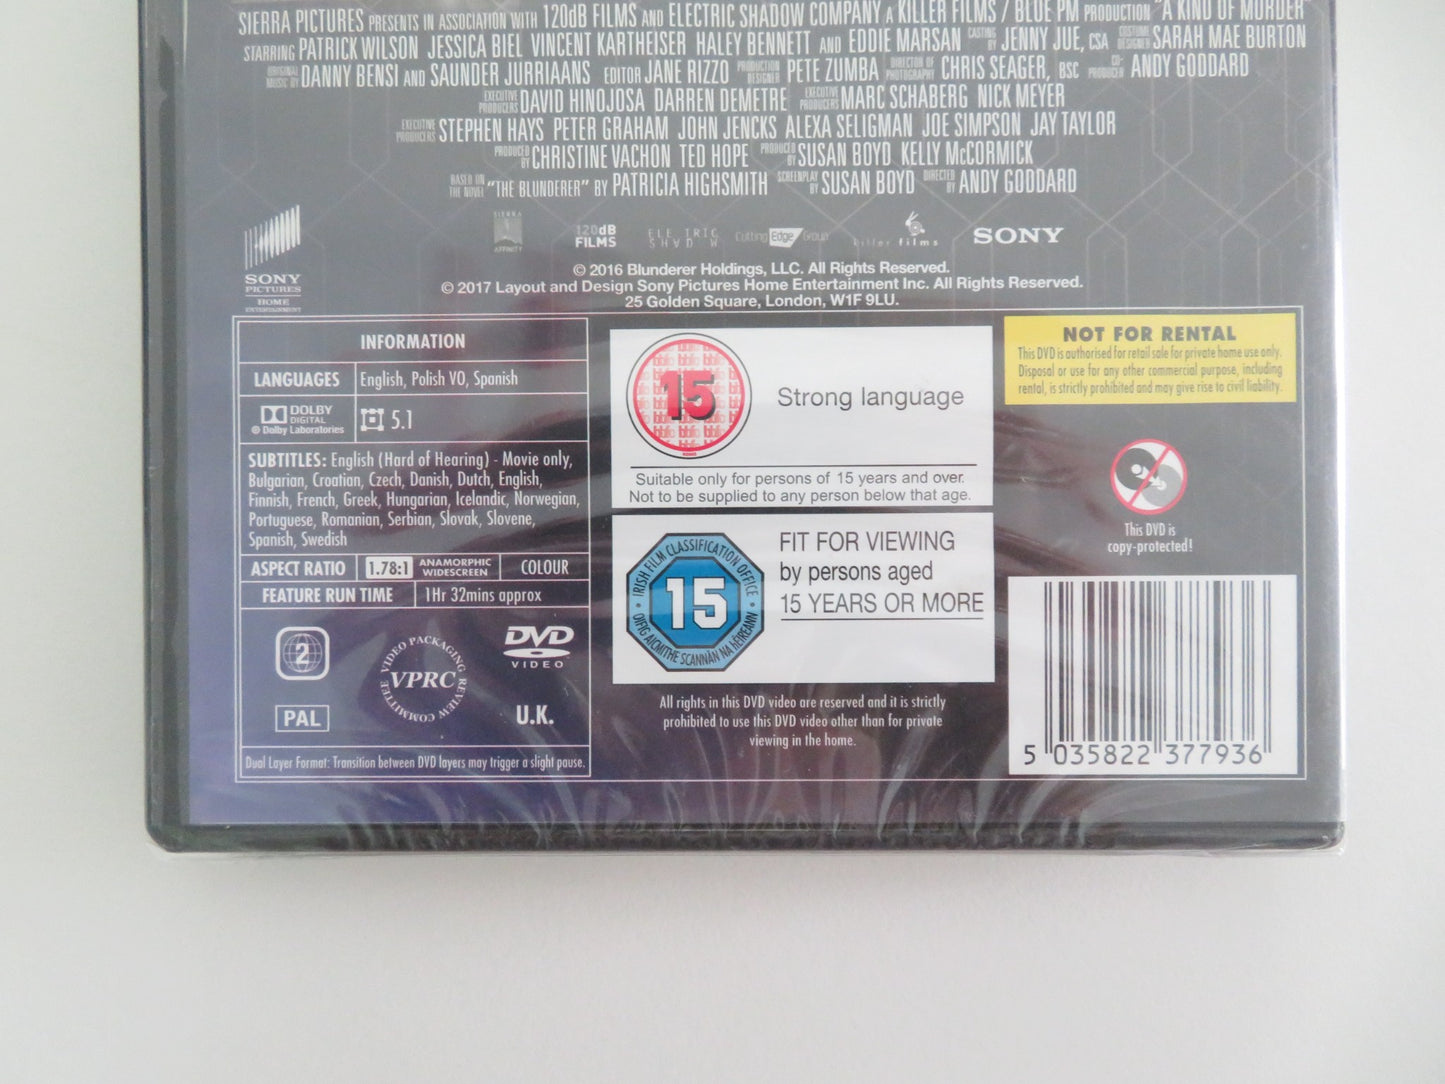 SIERRA PICTURES PRESENTS IN ASSOCIATION WITH 120dB FILMS AND ELECTRIC SHADOW COMPANY A KILLER FILMS / BLUE PM PRODUCTION "A KIND OF MURDER"
STARRING PATRICK WILSON JESSICA BIEL VINCENT KARTHEISER HALEY BENNETT AND EDDIE MARSAN CASTING BY JENNY JUE, CSA COSTUME DESIGNER SARAH MAE BURTON
ORIGINAL MUSIC BY DANNY BENSI AND SAUNDER JURRIAANS EDITOR JANE RIZZO PRODUCTION DESIGNER PETE ZUMBA DIRECTOR OF PHOTOGRAPHY CHRIS SEAGER, BSC CO-PRODUCER ANDY GODDARD
EXECUTIVE PRODUCERS DAVID HINOJOSA DARREN DEMETRE EXECUTIVE PRODUCERS MARC SCHABERG NICK MEYER
EXECUTIVE PRODUCERS STEPHEN HAYS PETER GRAHAM JOHN JENCKS ALEXA SELIGMAN JOE SIMPSON JAY TAYLOR
PRODUCED BY CHRISTINE VACHON TED HOPE PRODUCED BY SUSAN BOYD KELLY McCORMICK
BASED ON THE NOVEL "THE BLUNDERER" BY PATRICIA HIGHSMITH SCREENPLAY BY SUSAN BOYD DIRECTED BY ANDY GODDARD
SONY
PICTURES
HOME
ENTERTAINMENT
SIERRA
AFFINITY
120dB
FILMS
ELECTRIC
SHADOW
Cutting Edge Group
killer films
SONY
© 2016 Blunderer Holdings, LLC. All Rights Reserved.
© 2017 Layout and Design Sony Pictures Home Entertainment Inc. All Rights Reserved.
25 Golden Square, London, W1F 9LU.
INFORMATION
LANGUAGES English, Polish VO, Spanish
DOLBY
DIGITAL
© Dolby Laboratories
5.1
SUBTITLES: English (Hard of Hearing) - Movie only,
Bulgarian, Croatian, Czech, Danish, Dutch, English,
Finnish, French, Greek, Hungarian, Icelandic, Norwegian,
Portuguese, Romanian, Serbian, Slovak, Slovene,
Spanish, Swedish
ASPECT RATIO 1.78:1 ANAMORPHIC WIDESCREEN COLOUR
FEATURE RUN TIME 1Hr 32mins approx
2
PAL
VIDEO PACKAGING REVIEW COMMITTEE
VPRC
DVD
VIDEO
U.K.
Dual Layer Format: Transition between DVD layers may trigger a slight pause.
15
Strong language
Suitable only for persons of 15 years and over.
Not to be supplied to any person below that age.
IRISH FILM CLASSIFICATION OFFICE
15
OIFIG AICMITHE SCANNÁN NA hÉIREANN
FIT FOR VIEWING
by persons aged
15 YEARS OR MORE
All rights in this DVD video are reserved and it is strictly
prohibited to use this DVD video other than for private
viewing in the home.
NOT FOR RENTAL
This DVD is authorised for retail sale for private home use only.
Disposal or use for any other commercial purpose, including
rental, is strictly prohibited and may give rise to civil liability.
This DVD is
copy-protected!
5 035822 377936